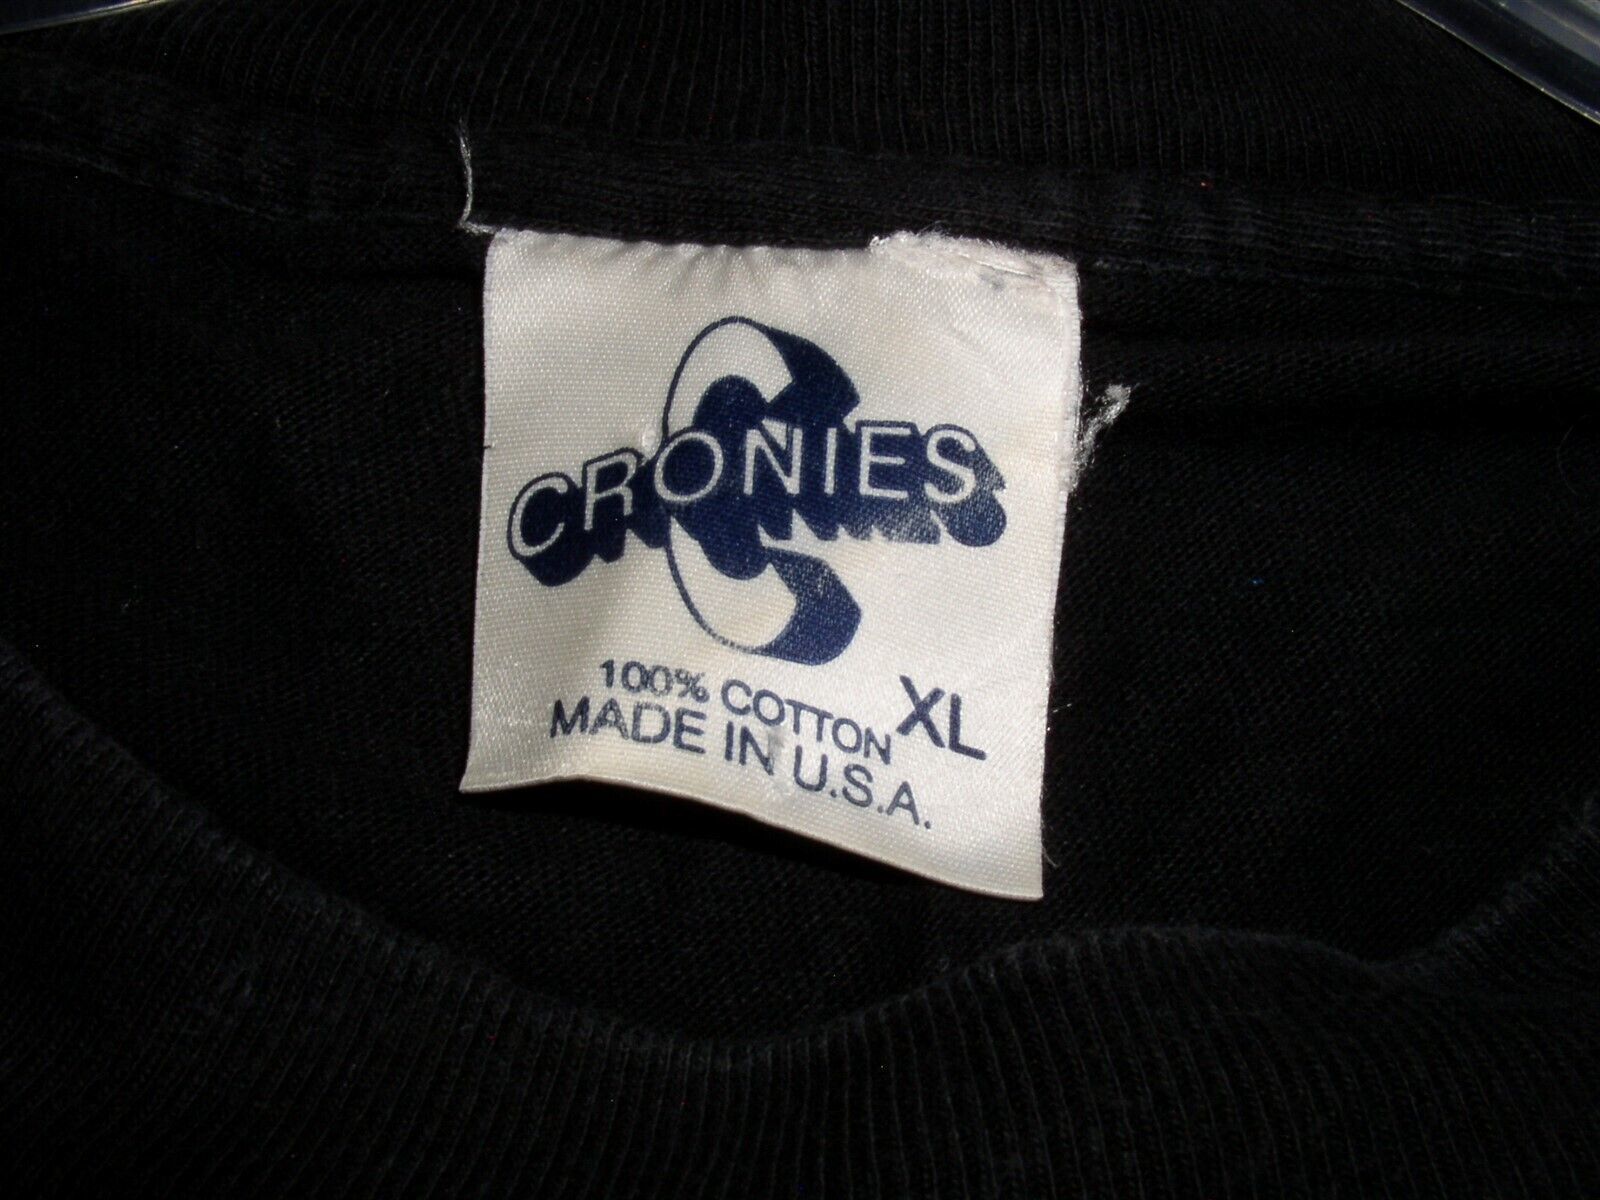 CRONIES
100% COTTON XL
MADE IN U.S.A.